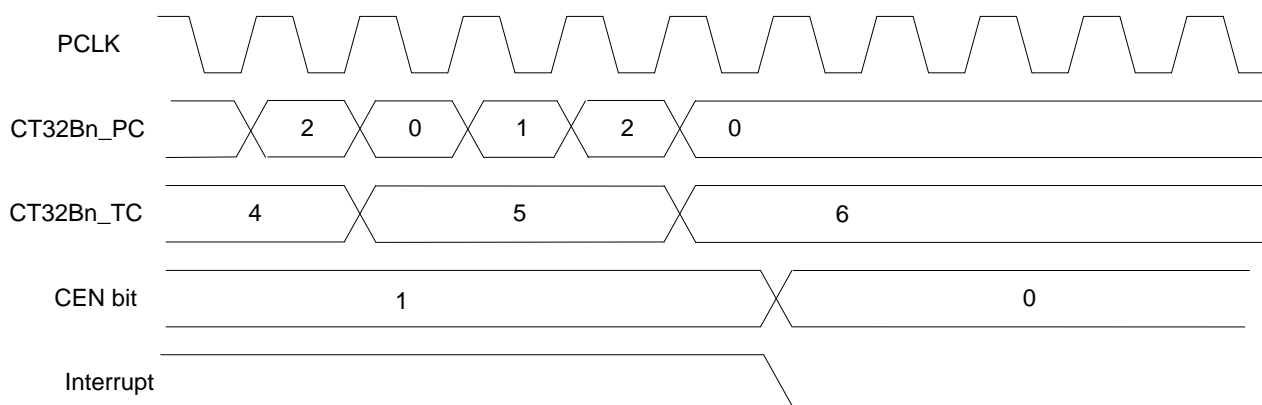 PCLK
CT32Bn_PC 2 0 1 2 0
CT32Bn_TC 4 5 6
CEN bit 1 0
Interrupt